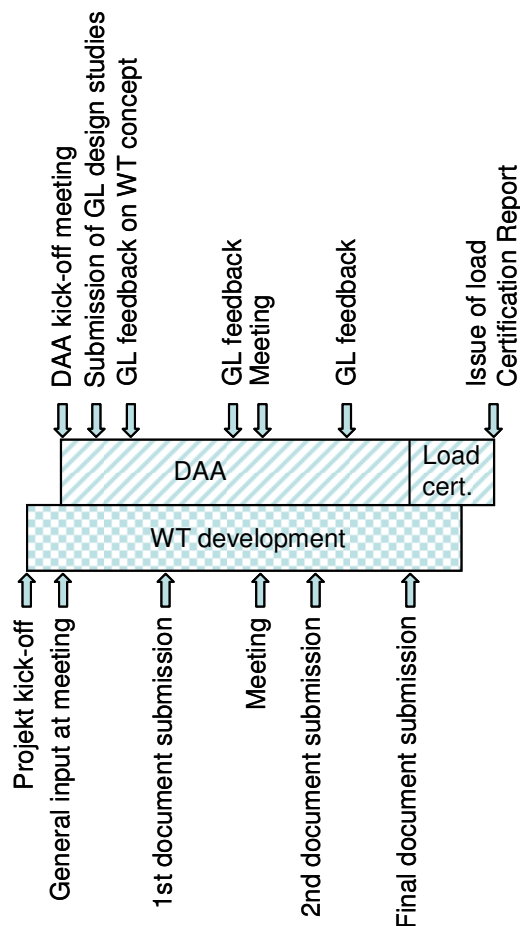 DAA kick-off meeting
Submission of GL design studies
GL feedback on WT concept
GL feedback
Meeting
GL feedback
Issue of load
Certification Report
DAA
Load
cert.
WT development
Projekt kick-off
General input at meeting
1st document submission
Meeting
2nd document submission
Final document submission